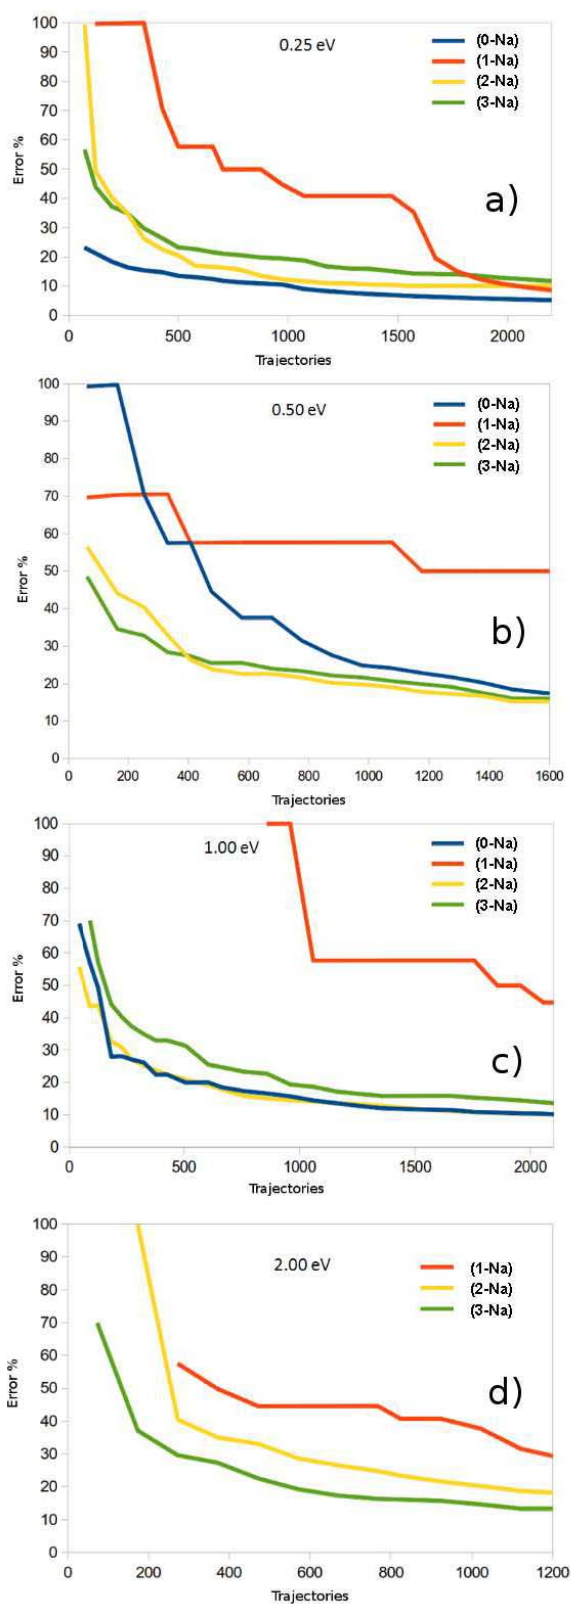 100
90
80
70
60
50
40
30
20
10
0
Error %
0.25 eV
(0-Na)
(1-Na)
(2-Na)
(3-Na)
a)
0 500 1000 1500 2000
Trajectories
100
90
80
70
60
50
40
30
20
10
0
Error %
0.50 eV
(0-Na)
(1-Na)
(2-Na)
(3-Na)
b)
0 200 400 600 800 1000 1200 1400 1600
Trajectories
100
90
80
70
60
50
40
30
20
10
0
Error %
1.00 eV
(0-Na)
(1-Na)
(2-Na)
(3-Na)
c)
0 500 1000 1500 2000
Trajectories
100
90
80
70
60
50
40
30
20
10
0
Error %
2.00 eV
(1-Na)
(2-Na)
(3-Na)
d)
0 200 400 600 800 1000 1200
Trajectories